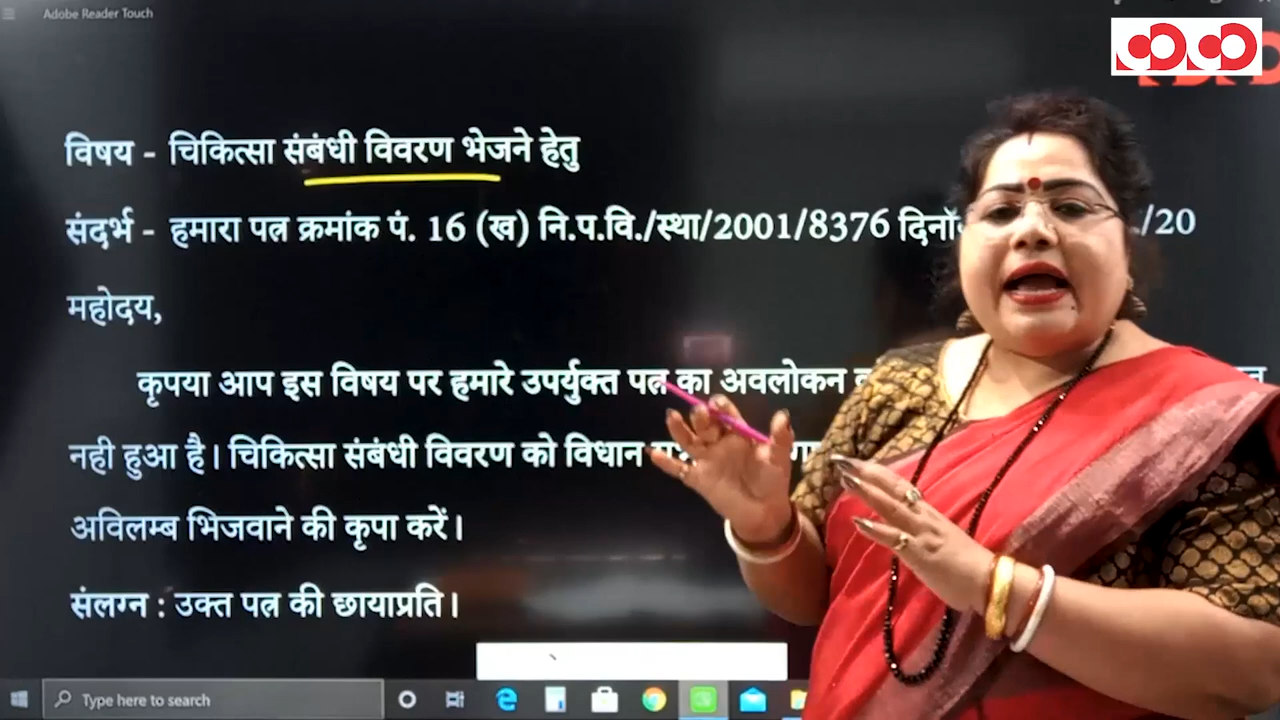 Adobe Reader Touch
विषय - चिकित्सा संबंधी विवरण भेजने हेतु
संदर्भ - हमारा पत्र क्रमांक पं. 16 (ख) नि.प.वि./स्था/2001/8376 /20
महोदय,
कृपया आप इस विषय पर हमारे उपर्युक्त पत्र का अवलोकन
नही हुआ है। चिकित्सा संबंधी विवरण को विधान
अविलम्ब भिजवाने की कृपा करें।
संलग्न : उक्त पत्र की छायाप्रति।
Type here to search